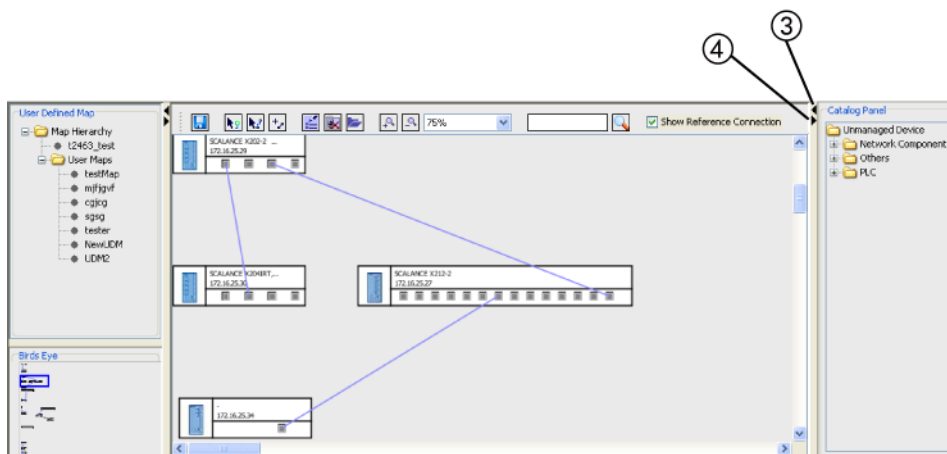 ③
④
User Defined Map
Map Hierarchy
t2463_test
User Maps
testMap
mjfjgvf
cgjcg
sgsg
tester
NewUDM
UDM2
Birds Eye
75%
Show Reference Connection
SCALANCE X202-2 ...
172.16.25.29
SCALANCE X204IRT,...
172.16.25.30
SCALANCE X212-2
172.16.25.27
-
172.16.25.34
Catalog Panel
Unmanaged Device
Network Component
Others
PLC